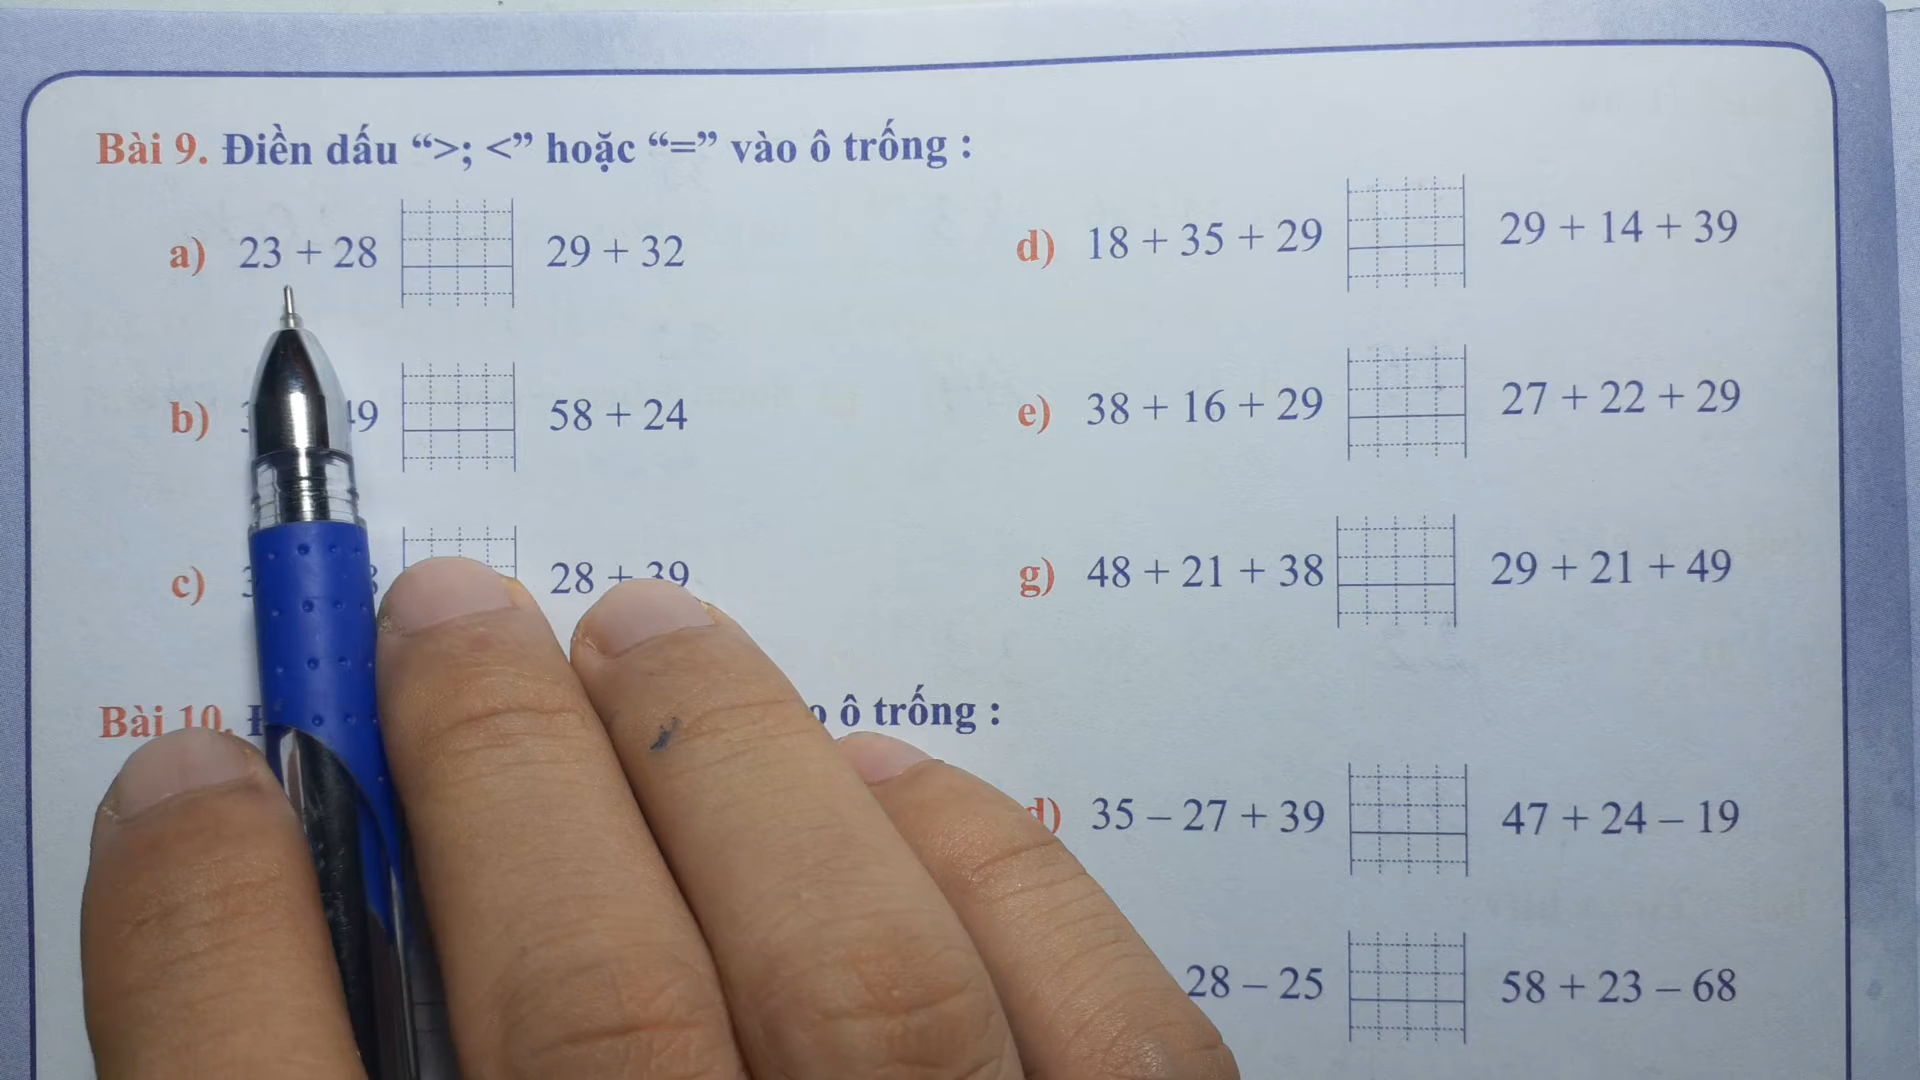 Bài 9. Điền dấu “>; <” hoặc “=” vào ô trống :
a) 23 + 28 29 + 32
b) 58 + 24
c) 28 + 39
d) 18 + 35 + 29 29 + 14 + 39
e) 38 + 16 + 29 27 + 22 + 29
g) 48 + 21 + 38 29 + 21 + 49
Bài 10. ô trống :
d) 35 – 27 + 39 47 + 24 – 19
28 – 25 58 + 23 – 68